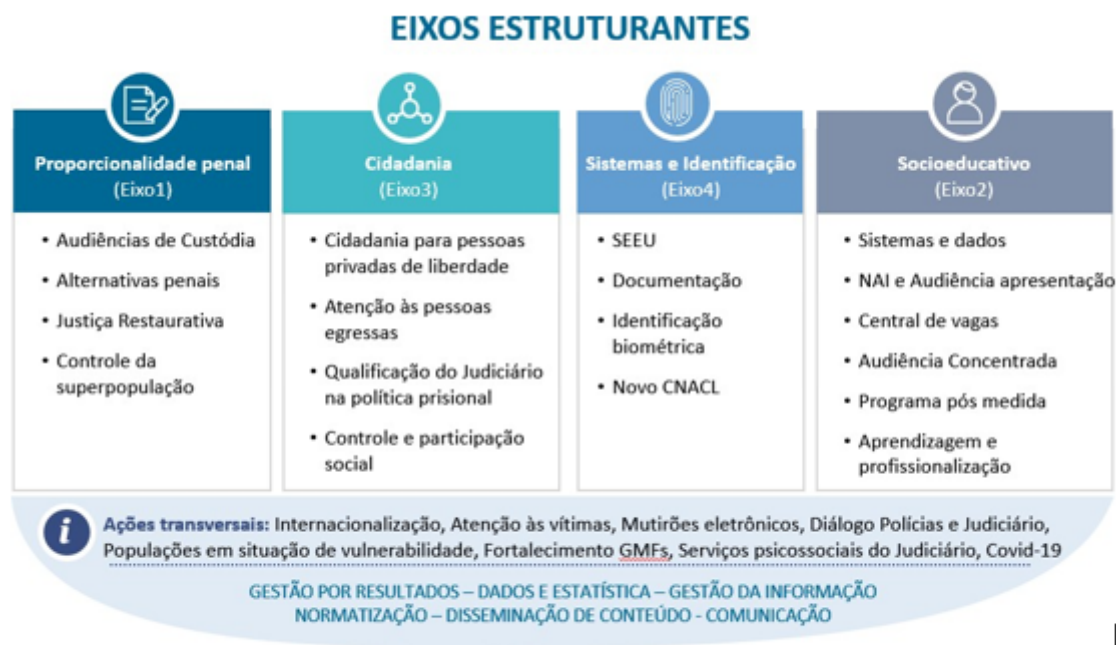 EIXOS ESTRUTURANTES
Proporcionalidade penal
(Eixo1)
• Audiências de Custódia
• Alternativas penais
• Justiça Restaurativa
• Controle da
superpopulação
Cidadania
(Eixo3)
• Cidadania para pessoas
privadas de liberdade
• Atenção às pessoas
egressas
• Qualificação do Judiciário
na política prisional
• Controle e participação
social
Sistemas e Identificação
(Eixo4)
• SEEU
• Documentação
• Identificação
biométrica
• Novo CNACL
Socioeducativo
(Eixo2)
• Sistemas e dados
• NAI e Audiência apresentação
• Central de vagas
• Audiência Concentrada
• Programa pós medida
• Aprendizagem e
profissionalização
i
Ações transversais: Internacionalização, Atenção às vítimas, Mutirões eletrônicos, Diálogo Polícias e Judiciário,
Populações em situação de vulnerabilidade, Fortalecimento GMFs, Serviços psicossociais do Judiciário, Covid-19
GESTÃO POR RESULTADOS – DADOS E ESTATÍSTICA – GESTÃO DA INFORMAÇÃO
NORMATIZAÇÃO – DISSEMINAÇÃO DE CONTEÚDO - COMUNICAÇÃO